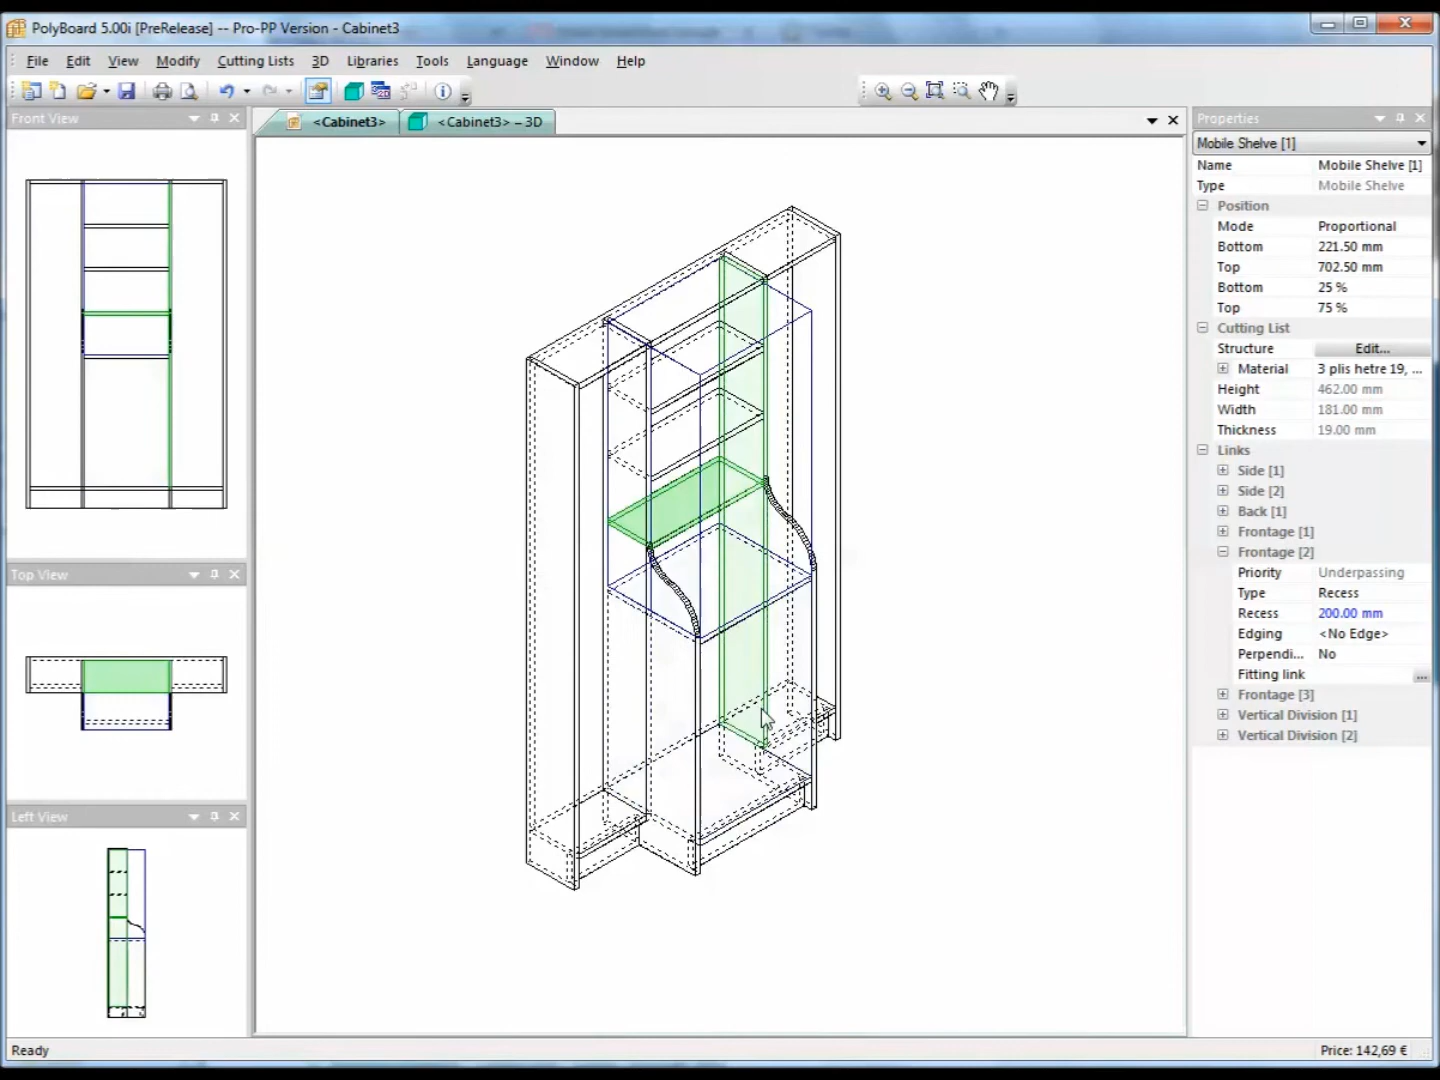 PolyBoard 5.00i [PreRelease] -- Pro-PP Version - Cabinet3
File Edit View Modify Cutting Lists 3D Libraries Tools Language Window Help
Front View
<Cabinet3>
<Cabinet3> – 3D
Properties
Mobile Shelve [1]
Name Mobile Shelve [1]
Type Mobile Shelve
Position
Mode Proportional
Bottom 221.50 mm
Top 702.50 mm
Bottom 25 %
Top 75 %
Cutting List
Structure Edit...
Material 3 plis hetre 19, ...
Height 462.00 mm
Width 181.00 mm
Thickness 19.00 mm
Links
Side [1]
Side [2]
Back [1]
Frontage [1]
Frontage [2]
Priority Underpassing
Type Recess
Recess 200.00 mm
Edging <No Edge>
Perpendi... No
Fitting link ...
Frontage [3]
Vertical Division [1]
Vertical Division [2]
Top View
Left View
Ready
Price: 142,69 €